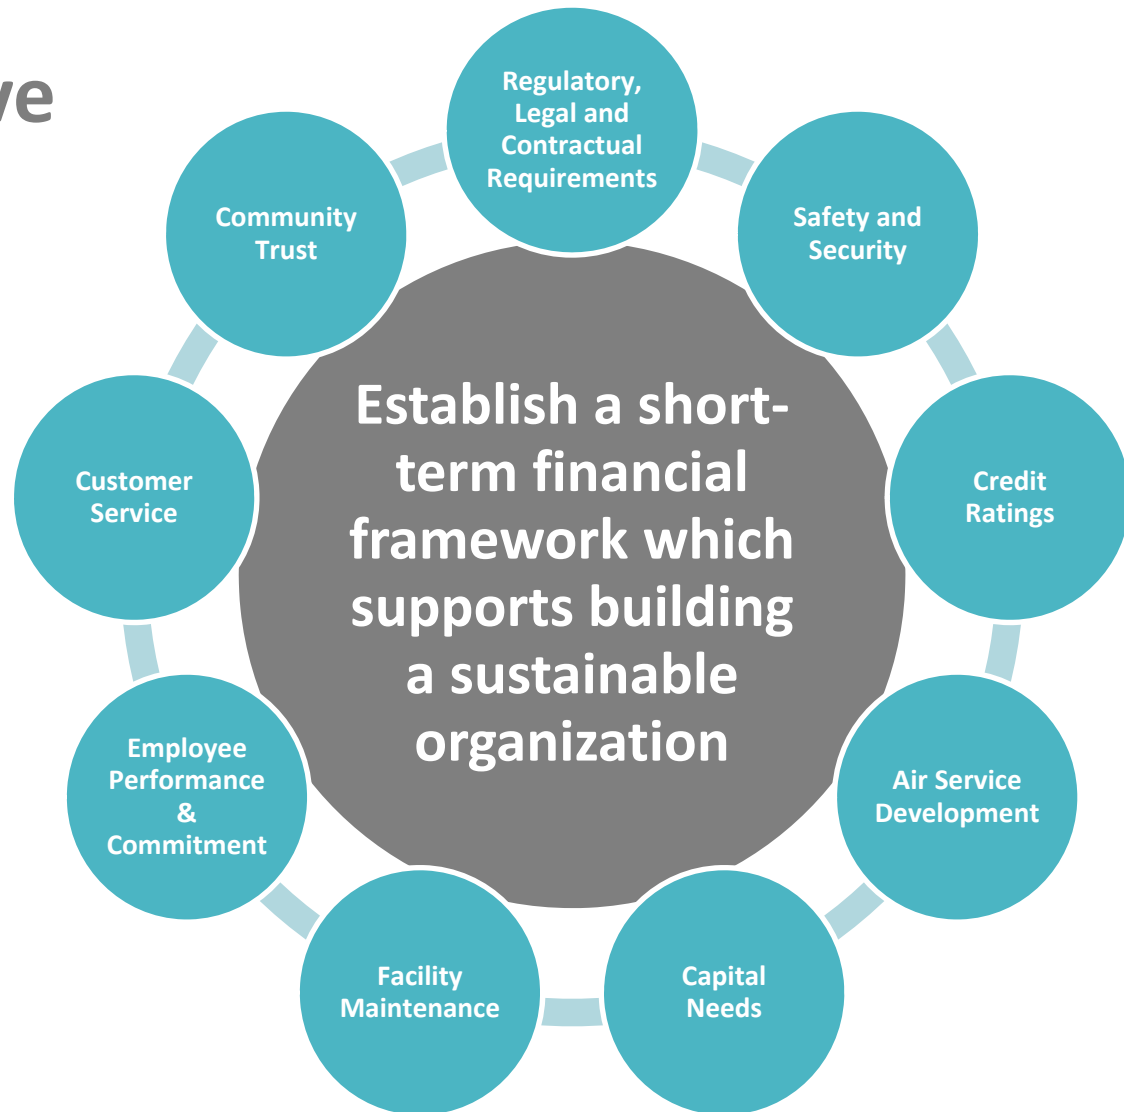 ve
Regulatory,
Legal and
Contractual
Requirements
Safety and
Security
Credit
Ratings
Air Service
Development
Capital
Needs
Facility
Maintenance
Employee
Performance
&
Commitment
Customer
Service
Community
Trust
Establish a short-
term financial
framework which
supports building
a sustainable
organization